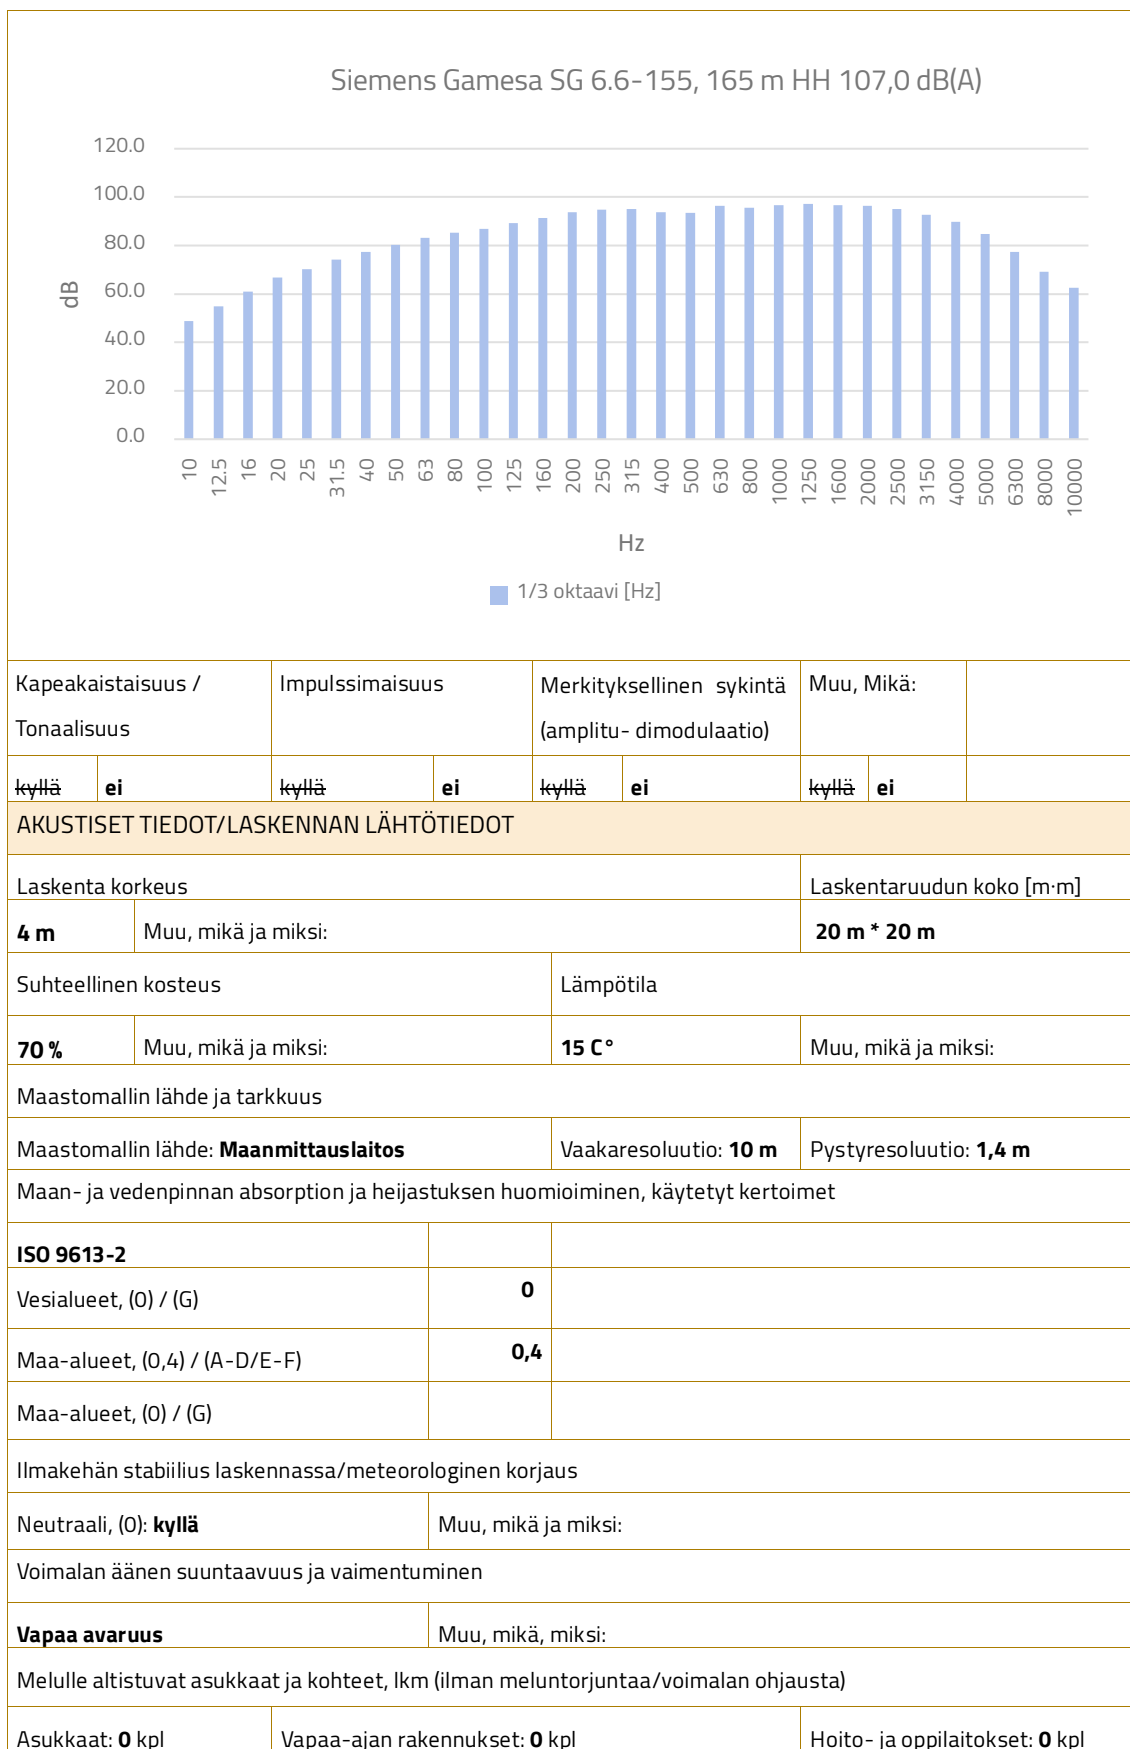 Siemens Gamesa SG 6.6-155, 165 m HH 107,0 dB(A)
120.0
100.0
80.0
60.0
40.0
20.0
0.0
dB
10 12.5 16 20 25 31.5 40 50 63 80 100 125 160 200 250 315 400 500 630 800 1000 1250 1600 2000 2500 3150 4000 5000 6300 8000 10000
Hz
1/3 oktaavi [Hz]
Kapeakaistaisuus / Impulssimaisuus Merkityksellinen sykintä Muu, Mikä:
Tonaalisuus (amplitu- dimodulaatio)
kyllä ei kyllä ei kyllä ei kyllä ei
AKUSTISET TIEDOT/LASKENNAN LÄHTÖTIEDOT
Laskenta korkeus Laskentaruudun koko [m·m]
4 m Muu, mikä ja miksi: 20 m * 20 m
Suhteellinen kosteus Lämpötila
70 % Muu, mikä ja miksi: 15 C° Muu, mikä ja miksi:
Maastomallin lähde ja tarkkuus
Maastomallin lähde: Maanmittauslaitos Vaakaresoluutio: 10 m Pystyresoluutio: 1,4 m
Maan- ja vedenpinnan absorption ja heijastuksen huomioiminen, käytetyt kertoimet
ISO 9613-2
Vesialueet, (0) / (G) 0
Maa-alueet, (0,4) / (A-D/E-F) 0,4
Maa-alueet, (0) / (G)
Ilmakehän stabiilius laskennassa/meteorologinen korjaus
Neutraali, (0): kyllä Muu, mikä ja miksi:
Voimalan äänen suuntaavuus ja vaimentuminen
Vapaa avaruus Muu, mikä, miksi:
Melulle altistuvat asukkaat ja kohteet, lkm (ilman meluntorjuntaa/voimalan ohjausta)
Asukkaat: 0 kpl Vapaa-ajan rakennukset: 0 kpl Hoito- ja oppilaitokset: 0 kpl